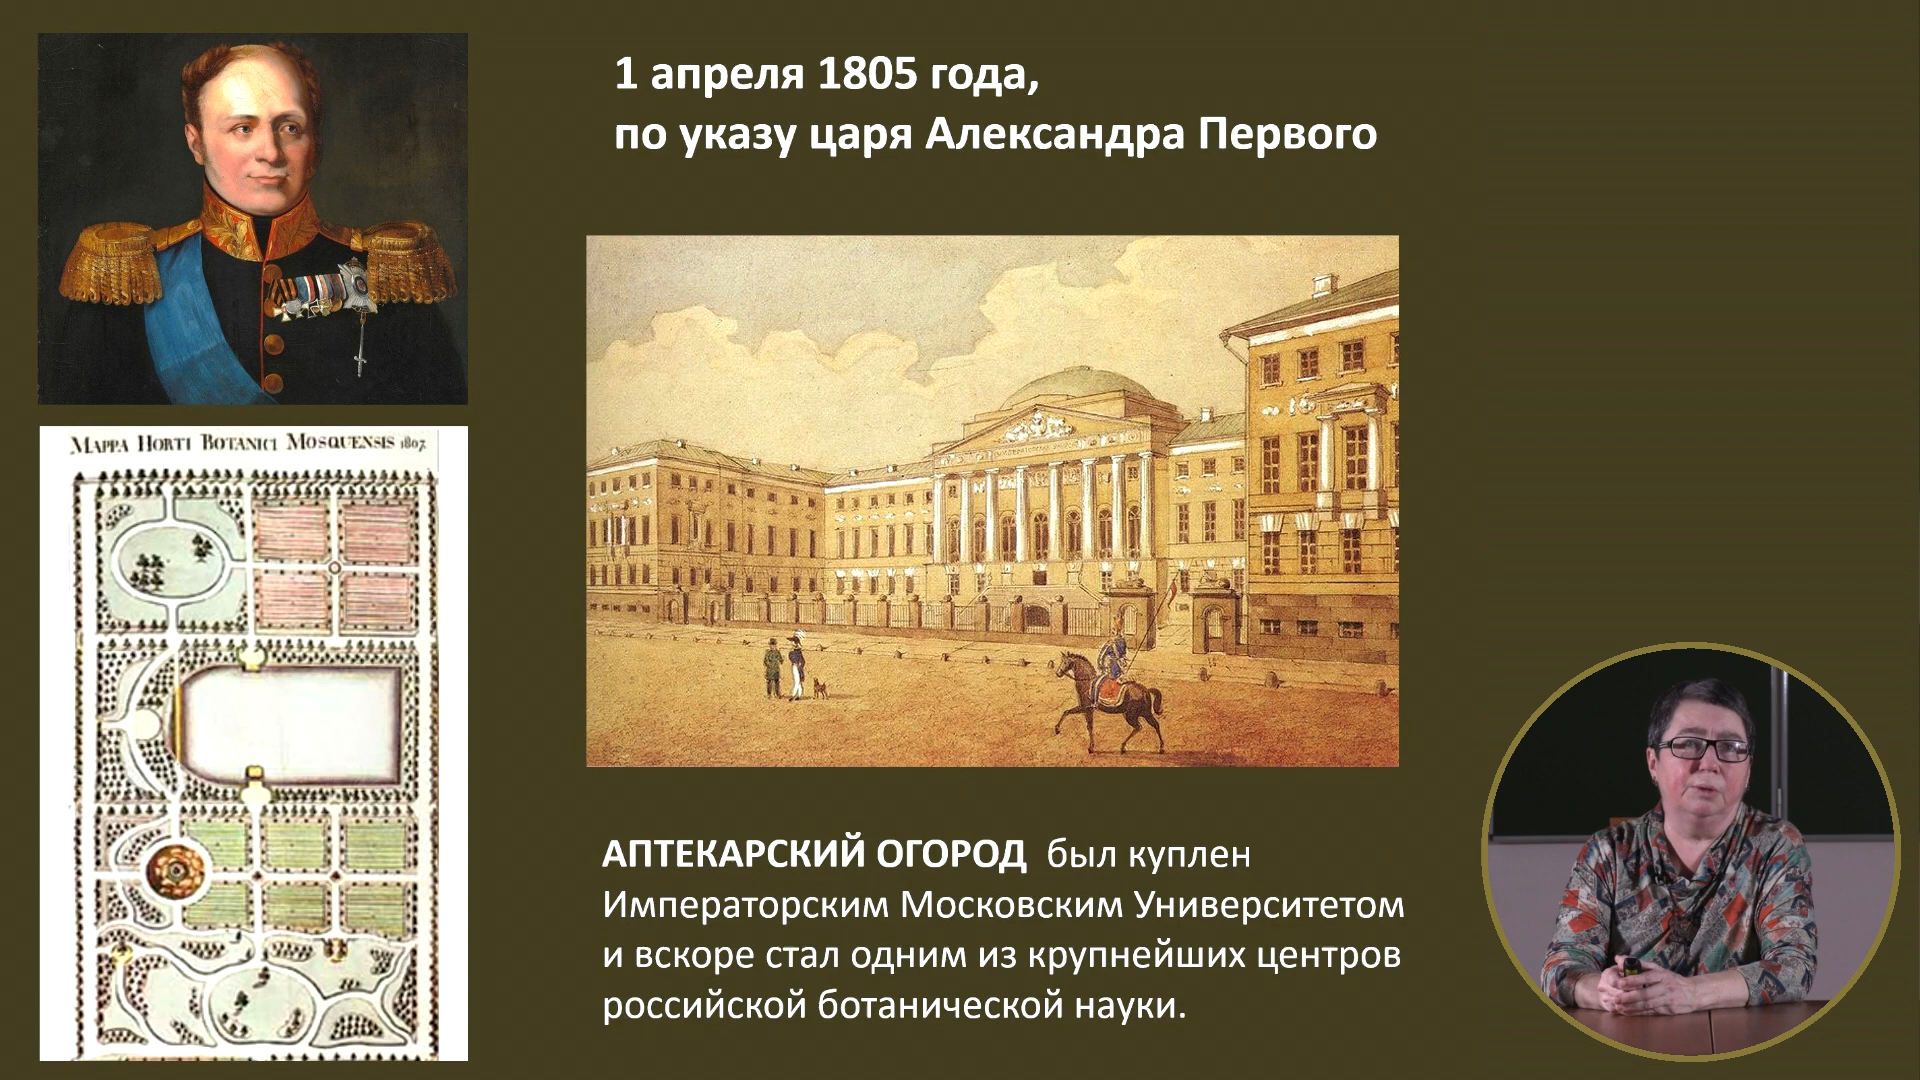 1 апреля 1805 года,
по указу царя Александра Первого
MAPPA HORTI BOTANICI MOSQUENSIS 1807.
АПТЕКАРСКИЙ ОГОРОД был куплен
Императорским Московским Университетом
и вскоре стал одним из крупнейших центров
российской ботанической науки.